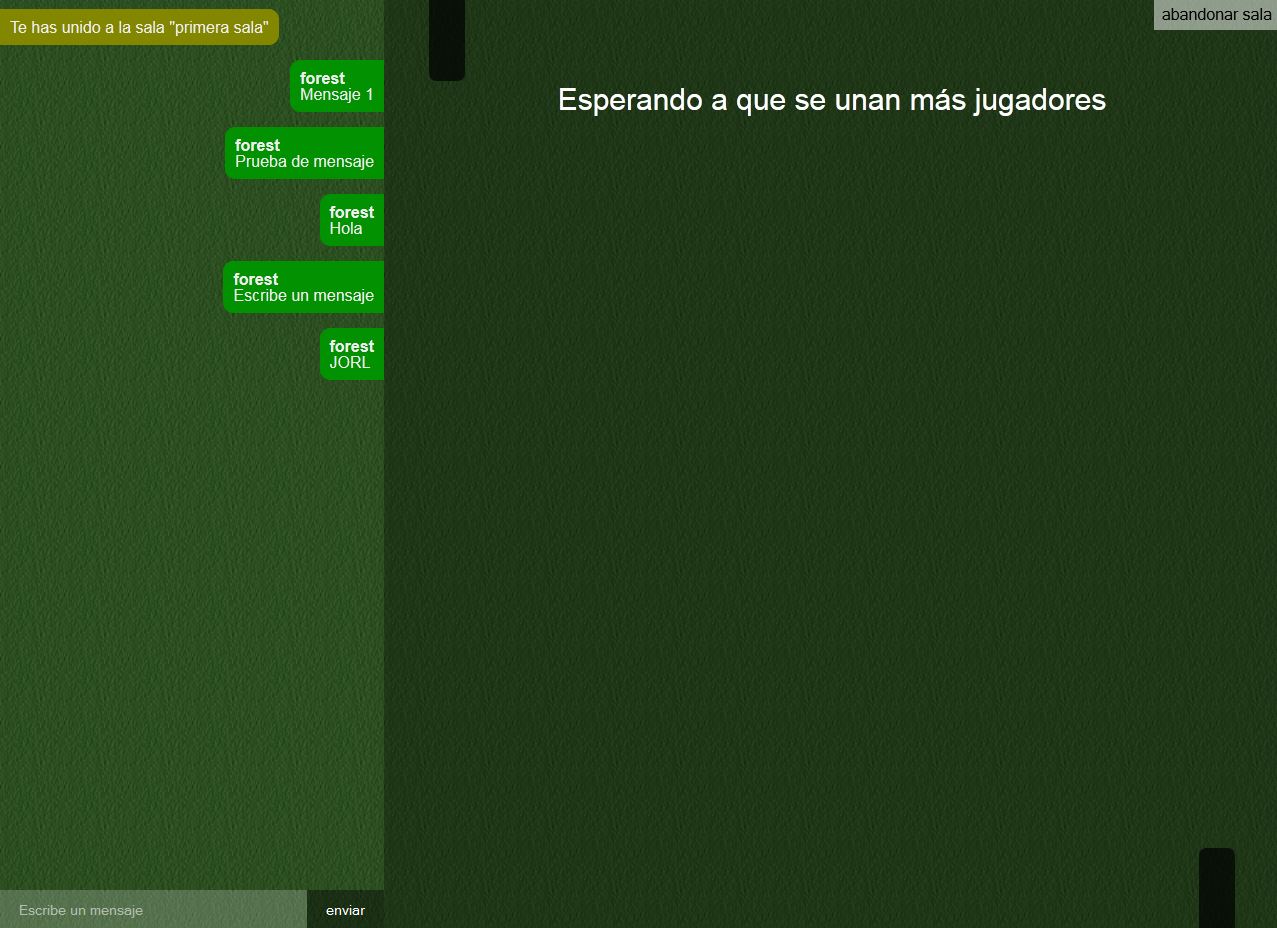 Te has unido a la sala "primera sala"
forest
Mensaje 1
forest
Prueba de mensaje
forest
Hola
forest
Escribe un mensaje
forest
JORL
Escribe un mensaje
enviar
abandonar sala
Esperando a que se unan más jugadores